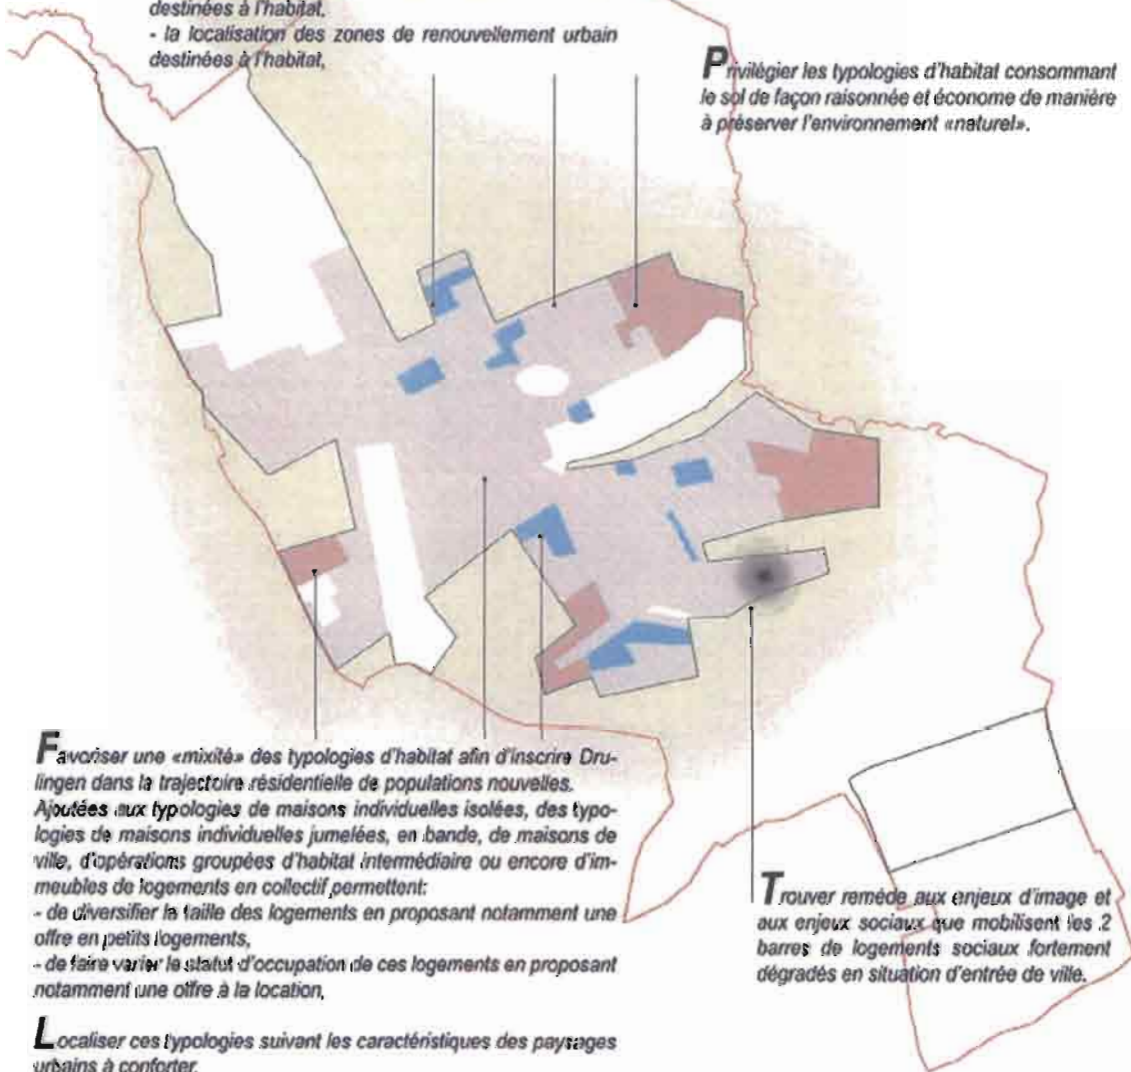 destinées à l'habitat,
- la localisation des zones de renouvellement urbain
destinées à l'habitat,
Privilégier les typologies d'habitat consommant
le sol de façon raisonnée et économe de manière
à préserver l'environnement «naturel».
Favoriser une «mixité» des typologies d'habitat afin d'inscrire Dru-
lingen dans la trajectoire résidentielle de populations nouvelles.
Ajoutées aux typologies de maisons individuelles isolées, des typo-
logies de maisons individuelles jumelées, en bande, de maisons de
ville, d'opérations groupées d'habitat intermédiaire ou encore d'im-
meubles de logements en collectif permettent:
- de diversifier la taille des logements en proposant notamment une
offre en petits logements,
- de faire varier le statut d'occupation de ces logements en proposant
notamment une offre à la location,
Localiser ces typologies suivant les caractéristiques des paysages
urbains à conforter.
Trouver remède aux enjeux d'image et
aux enjeux sociaux que mobilisent les 2
barres de logements sociaux fortement
dégradés en situation d'entrée de ville.